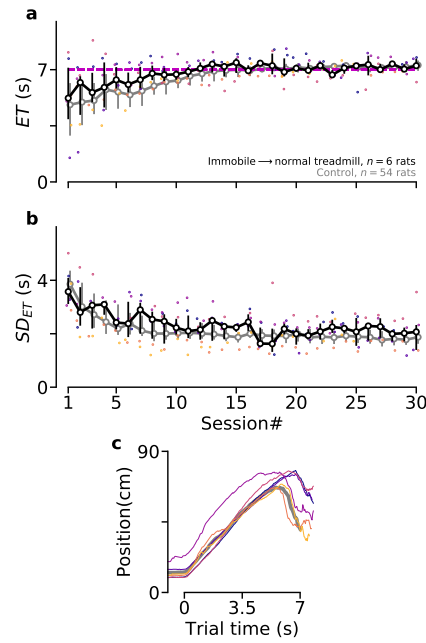 a
ET (s)
7
0
Immobile ⟶ normal treadmill, n = 6 rats
Control, n = 54 rats
b
SD_ET (s)
4
0
1 5 10 15 20 25 30
Session#
c
Position(cm)
90
0
0 3.5 7
Trial time (s)